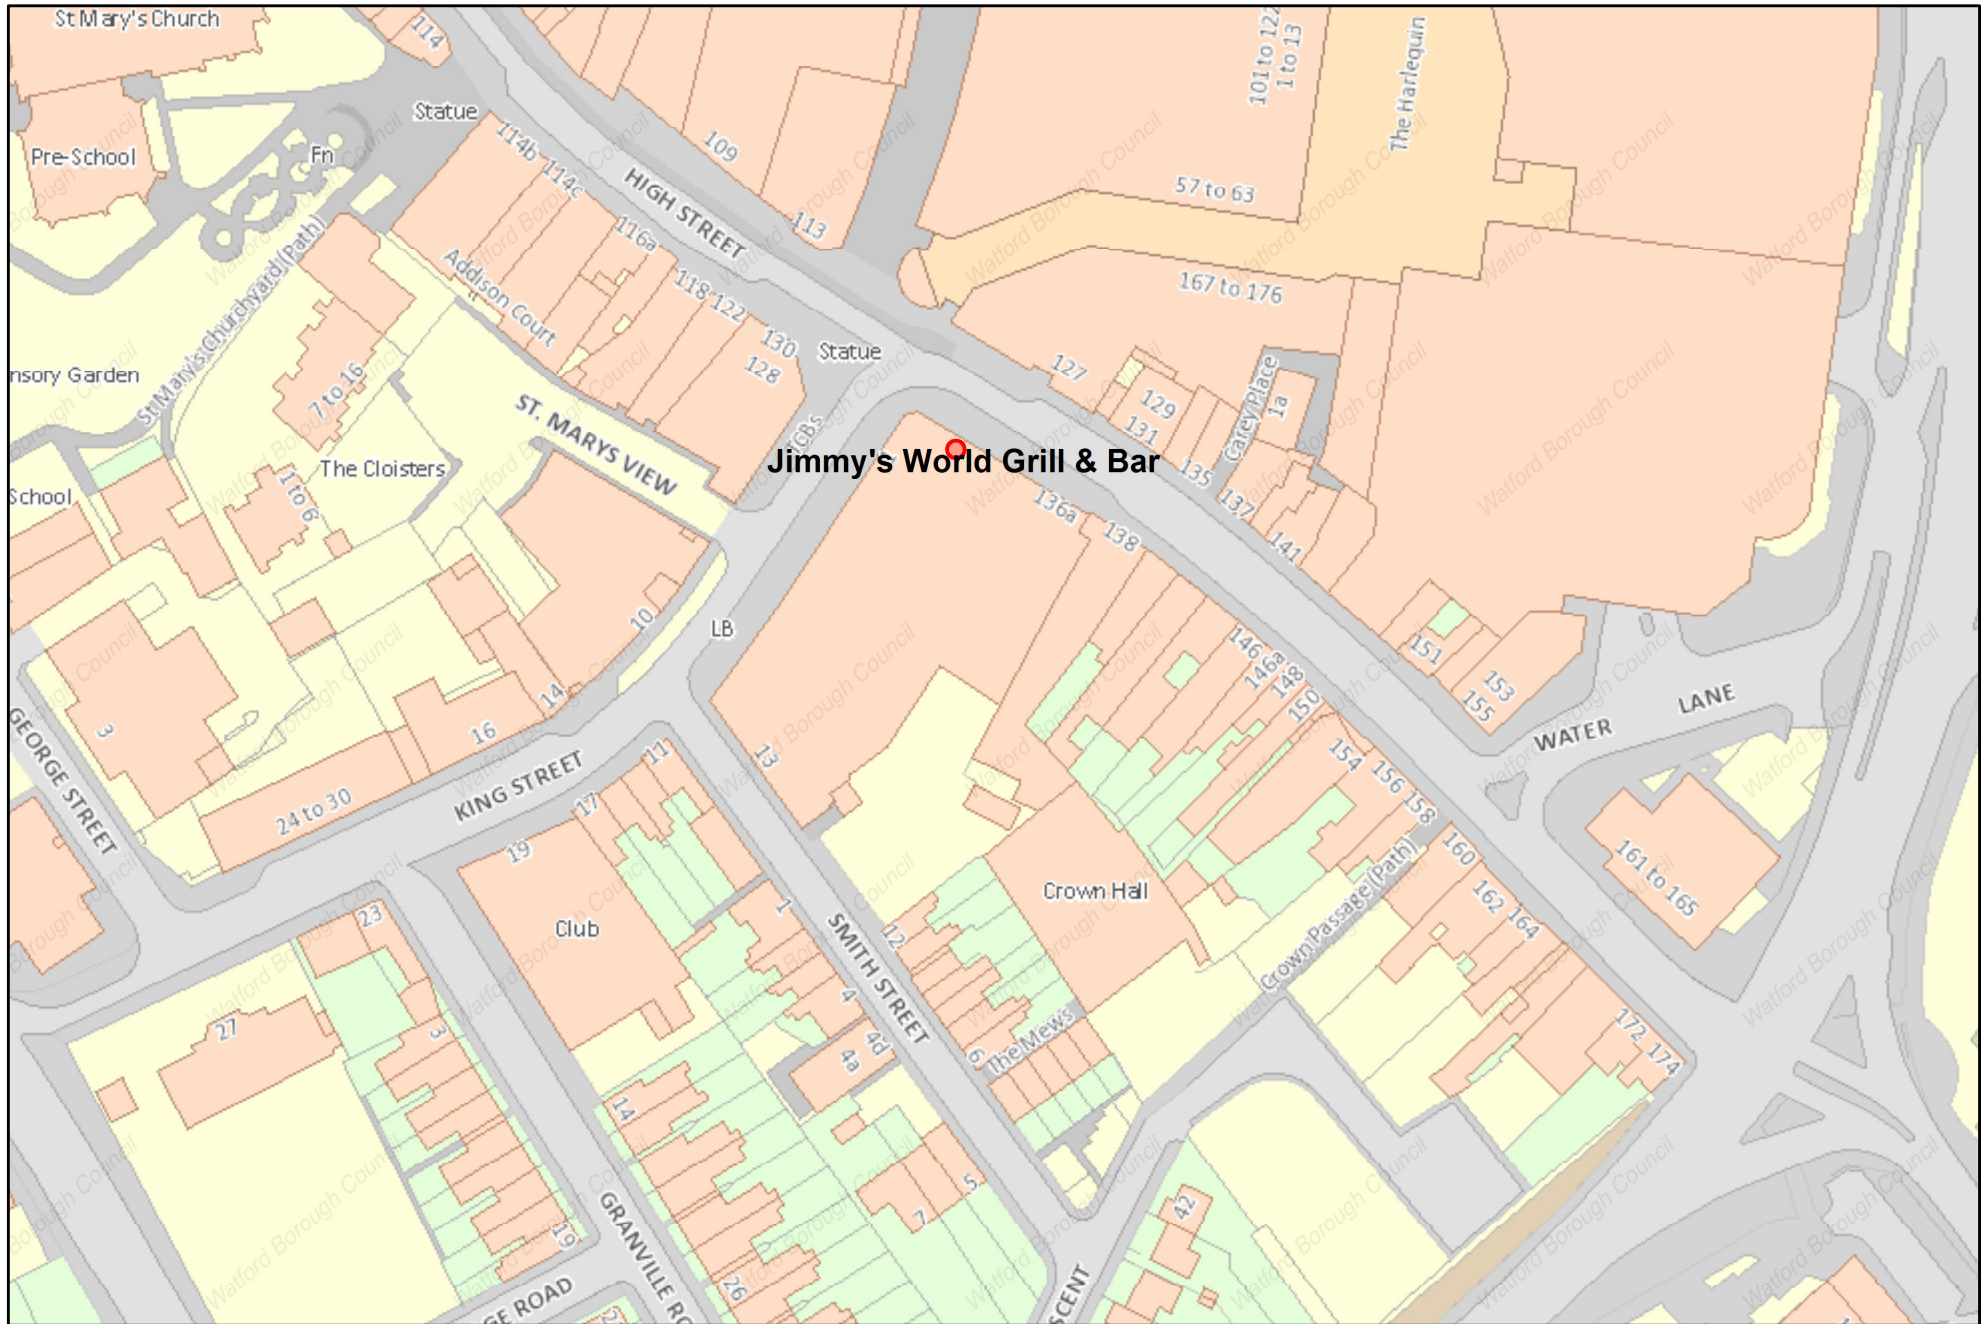 St Mary's Church
114
101 to 122
1 to 13
The Harlequin
Statue
Pre-School
Fn
114b
114c
109
HIGH STREET
57 to 63
113
116a
St Mary's Churchyard (Path)
Addison Court
118
122
167 to 176
130
128
Statue
127
nsory Garden
7 to 16
129
131
Carey Place
1a
ST. MARYS VIEW
TCBs
Jimmy's World Grill & Bar
The Cloisters
135
School
1 to 6
136a
137
138
141
10
LB
146
146a
148
150
151
153
155
LANE
WATER
14
16
3
GEORGE STREET
13
11
154
156
158
KING STREET
17
24 to 30
19
160
161 to 165
Crown Hall
Crown Passage (Path)
162
164
23
Club
1
12
SMITH STREET
27
3
4
4d
4a
6
The Mews
172
174
14
5
7
42
19
GRANVILLE RO
26
GE ROAD
SCENT
Watford Borough Council